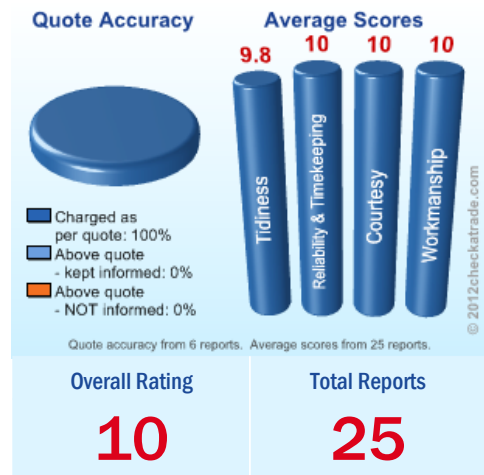 Quote Accuracy
Average Scores
9.8
10
10
10
Tidiness
Reliability & Timekeeping
Courtesy
Workmanship
Charged as
per quote: 100%
Above quote
- kept informed: 0%
Above quote
- NOT informed: 0%
© 2012checkatrade.com
Quote accuracy from 6 reports. Average scores from 25 reports.
Overall Rating
10
Total Reports
25